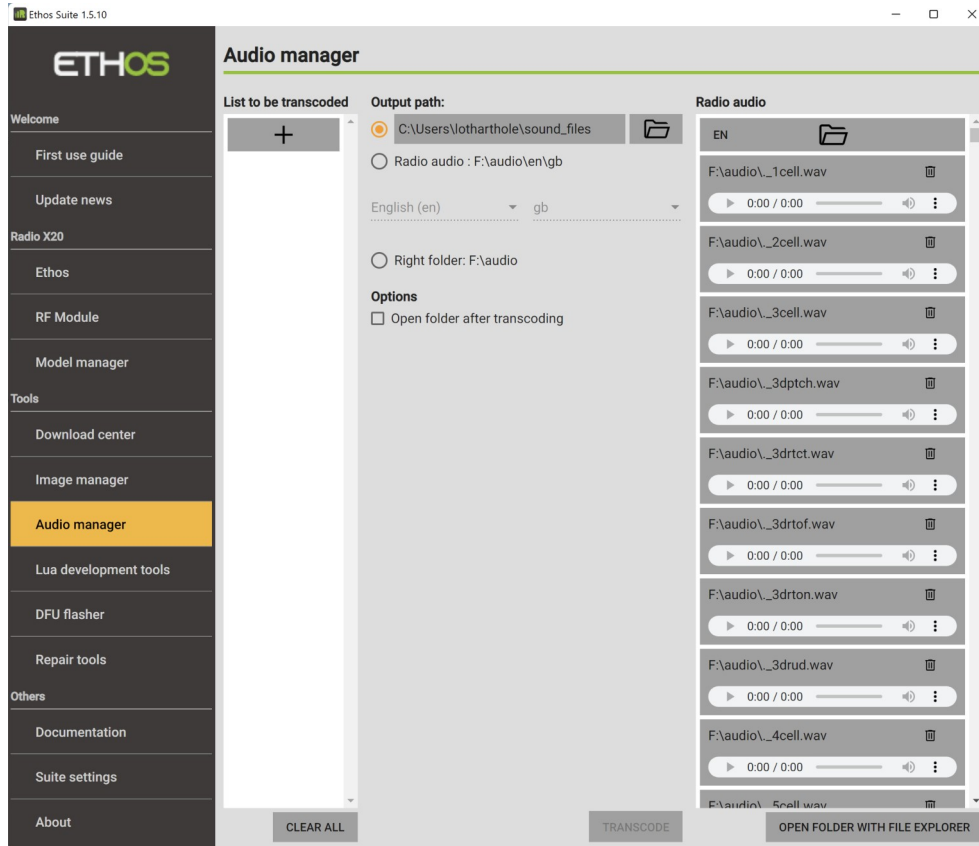 Ethos Suite 1.5.10
ETHOS
Welcome
First use guide
Update news
Radio X20
Ethos
RF Module
Model manager
Tools
Download center
Image manager
Audio manager
Lua development tools
DFU flasher
Repair tools
Others
Documentation
Suite settings
About
Audio manager
List to be transcoded
+
CLEAR ALL
Output path:
C:\Users\lotharthole\sound_files
Radio audio : F:\audio\en\gb
English (en) gb
Right folder: F:\audio
Options
Open folder after transcoding
TRANSCODE
Radio audio
EN
F:\audio\._1cell.wav
0:00 / 0:00
F:\audio\._2cell.wav
0:00 / 0:00
F:\audio\._3cell.wav
0:00 / 0:00
F:\audio\._3dptch.wav
0:00 / 0:00
F:\audio\._3drtct.wav
0:00 / 0:00
F:\audio\._3drtof.wav
0:00 / 0:00
F:\audio\._3drton.wav
0:00 / 0:00
F:\audio\._3drud.wav
0:00 / 0:00
F:\audio\._4cell.wav
0:00 / 0:00
F:\audio\._5cell.wav
OPEN FOLDER WITH FILE EXPLORER